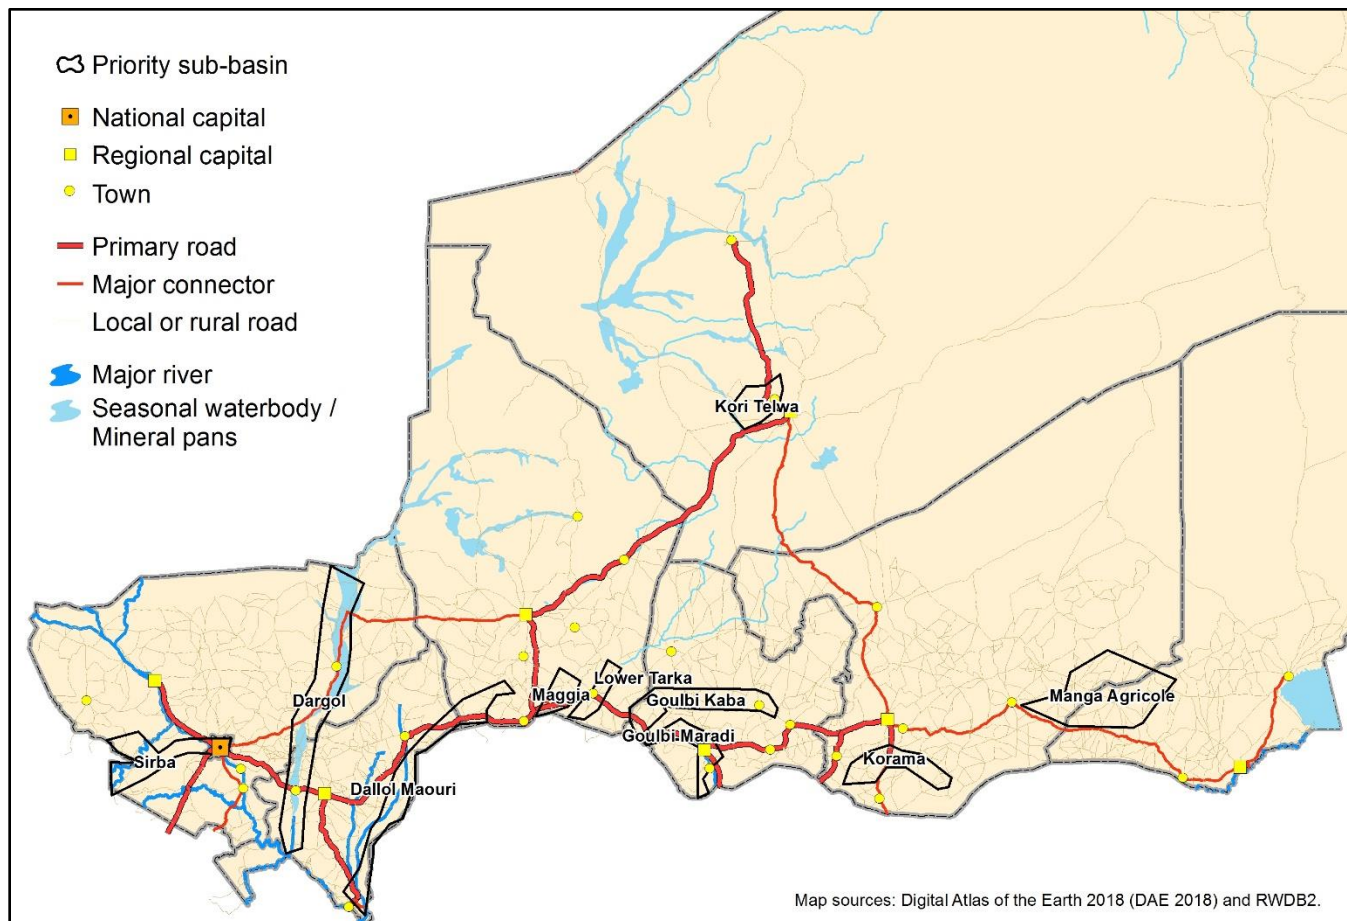 Priority sub-basin
National capital
Regional capital
Town
Primary road
Major connector
Local or rural road
Major river
Seasonal waterbody /
Mineral pans
Kori Telwa
Lower Tarka
Maggia
Dargol
Goulbi Kaba
Manga Agricole
Goulbi Maradi
Sirba
Korama
Dallol Maouri
Map sources: Digital Atlas of the Earth 2018 (DAE 2018) and RWDB2.